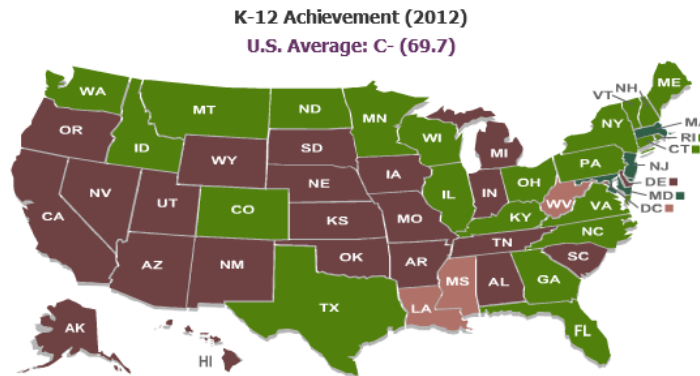 K-12 Achievement (2012)
U.S. Average: C- (69.7)
WA
MT
ND
MN
ME
NH
VT
OR
ID
WY
SD
WI
MI
NY
MA
RI
CT
NV
UT
CO
NE
IA
IL
IN
OH
PA
NJ
DE
MD
DC
CA
KS
MO
KY
WV
VA
AZ
NM
OK
AR
TN
NC
SC
TX
LA
MS
AL
GA
FL
AK
HI